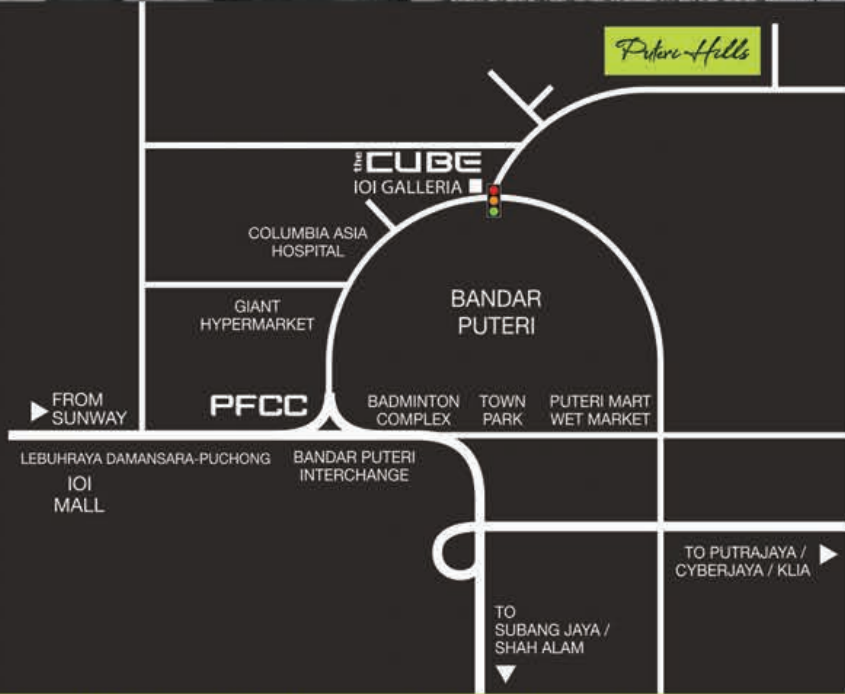 Puteri Hills
the CUBE
IOI GALLERIA
COLUMBIA ASIA
HOSPITAL
GIANT
HYPERMARKET
BANDAR
PUTERI
FROM
SUNWAY
PFCC
BADMINTON
COMPLEX
TOWN
PARK
PUTERI MART
WET MARKET
LEBUHRAYA DAMANSARA-PUCHONG
BANDAR PUTERI
INTERCHANGE
IOI
MALL
TO PUTRAJAYA /
CYBERJAYA / KLIA
TO
SUBANG JAYA /
SHAH ALAM